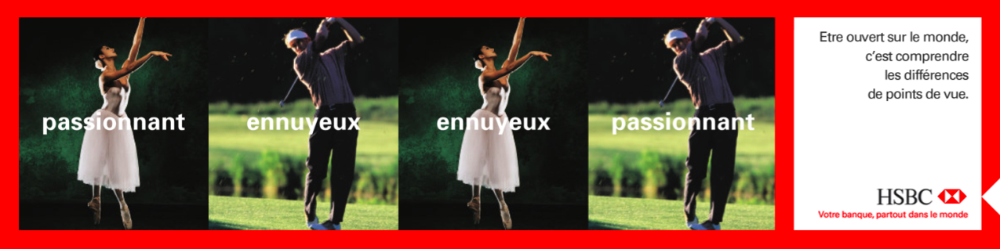 passionnant
ennuyeux
ennuyeux
passionnant
Etre ouvert sur le monde,
c’est comprendre
les différences
de points de vue.
HSBC
Votre banque, partout dans le monde